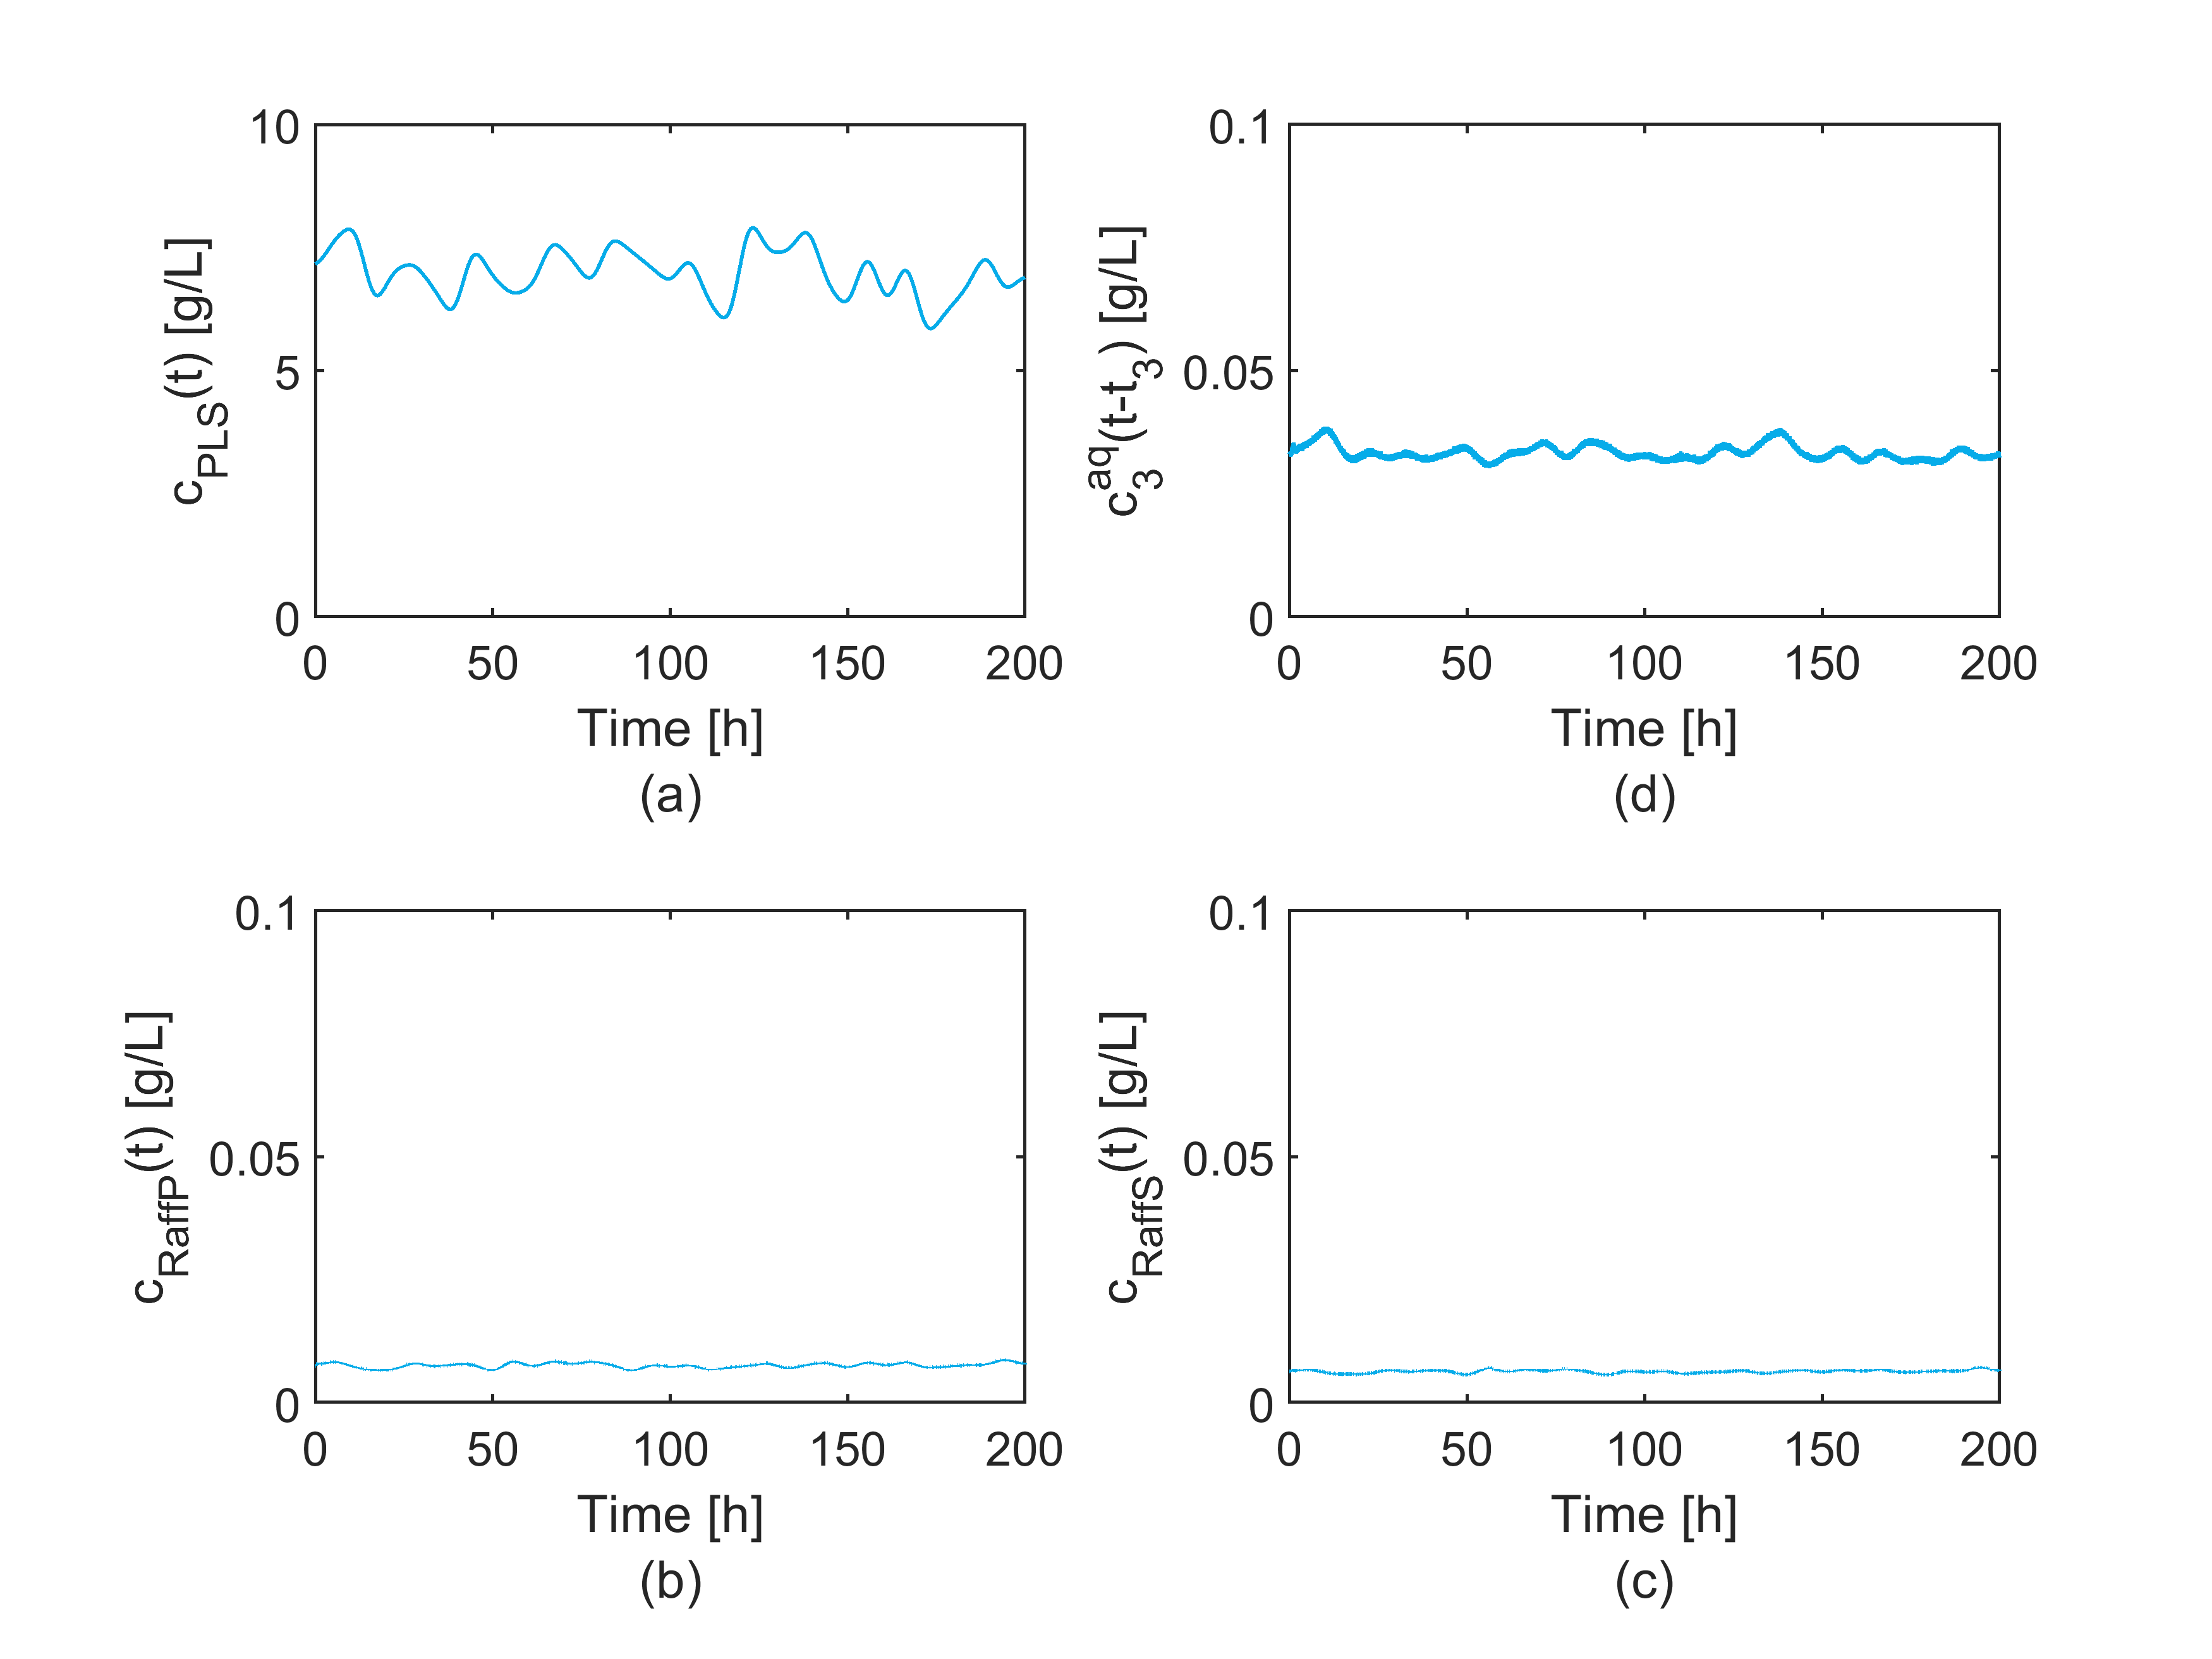 10
5
0
c_PLS(t) [g/L]
0 50 100 150 200
Time [h]
(a)
0.1
0.05
0
c_3^aq(t-t_3) [g/L]
0 50 100 150 200
Time [h]
(d)
0.1
0.05
0
c_RaffP(t) [g/L]
0 50 100 150 200
Time [h]
(b)
0.1
0.05
0
c_RaffS(t) [g/L]
0 50 100 150 200
Time [h]
(c)